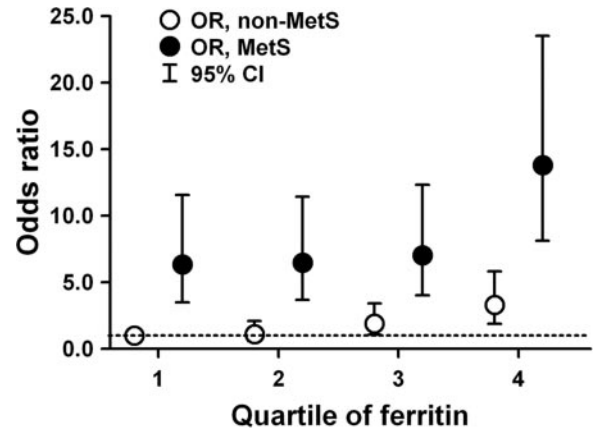 OR, non-MetS
OR, MetS
95% CI
25.0
20.0
15.0
10.0
5.0
0.0
Odds ratio
1 2 3 4
Quartile of ferritin